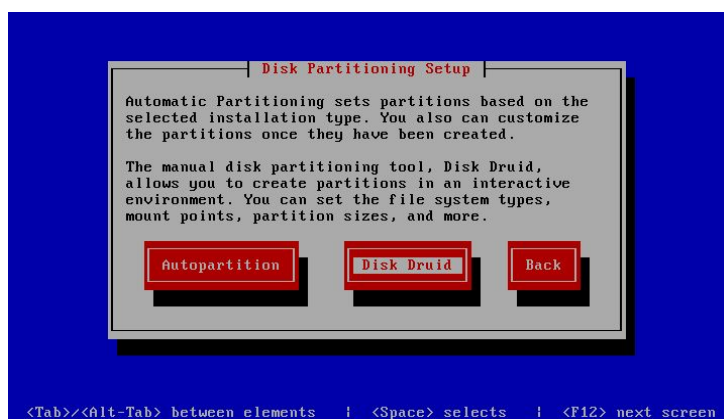 Disk Partitioning Setup
Automatic Partitioning sets partitions based on the
selected installation type. You also can customize
the partitions once they have been created.
The manual disk partitioning tool, Disk Druid,
allows you to create partitions in an interactive
environment. You can set the file system types,
mount points, partition sizes, and more.
Autopartition Disk Druid Back
<Tab>/<Alt-Tab> between elements | <Space> selects | <F12> next screen